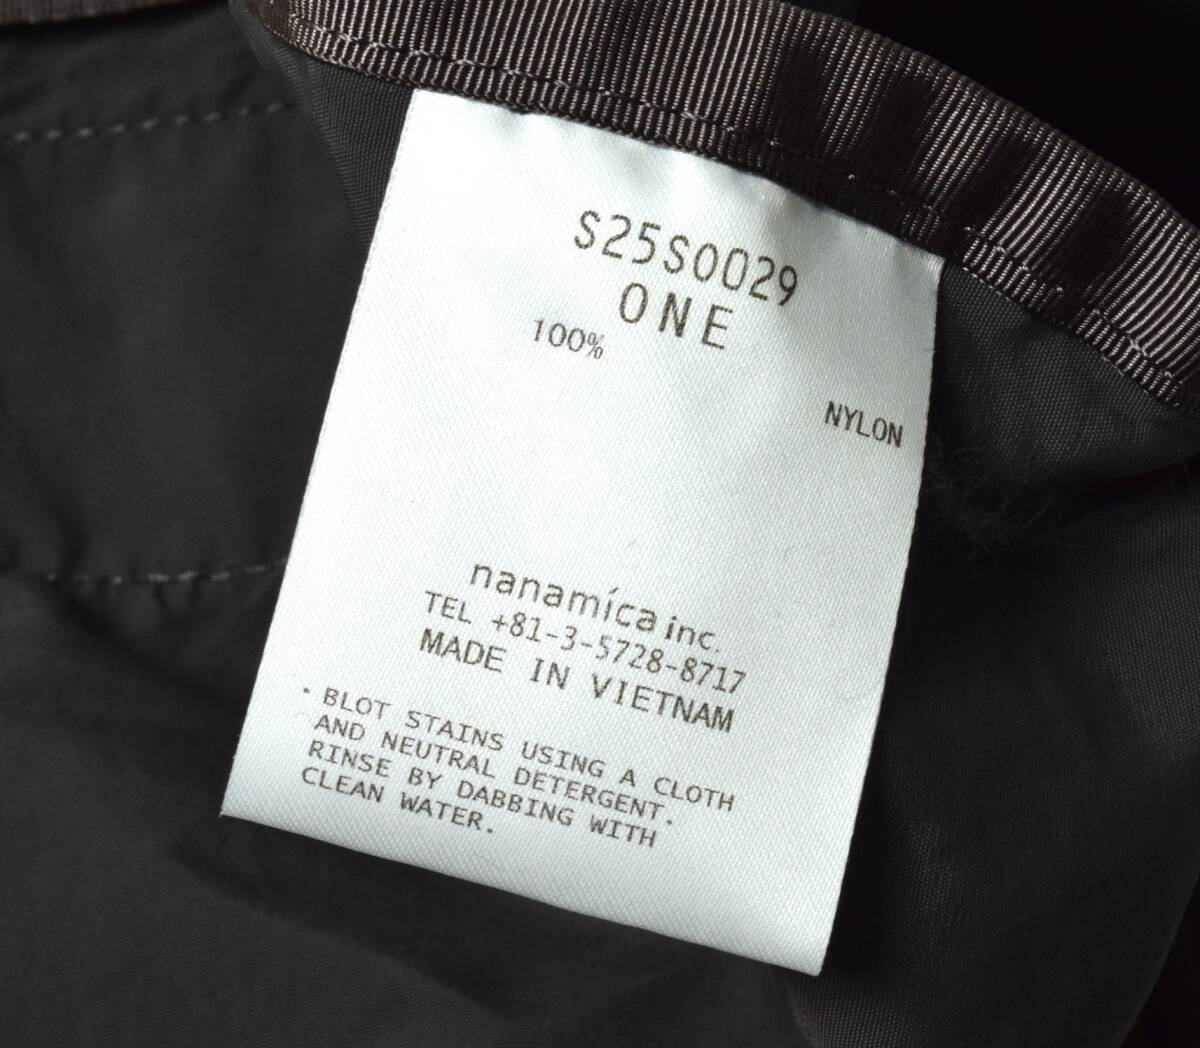 S25S0029
ONE
100%
NYLON
nanamíca inc.
TEL +81-3-5728-8717
MADE IN VIETNAM
・BLOT STAINS USING A CLOTH
AND NEUTRAL DETERGENT.
RINSE BY DABBING WITH
CLEAN WATER.